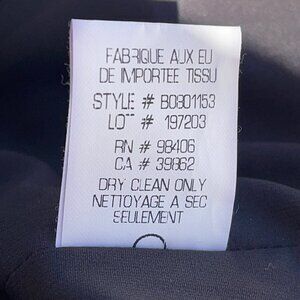 FABRIQUE AUX EU
DE IMPORTEE TISSU
STYLE # B0801153
LOT # 197203
RN # 98406
CA # 39862
DRY CLEAN ONLY
NETTOYAGE A SEC
SEULEMENT